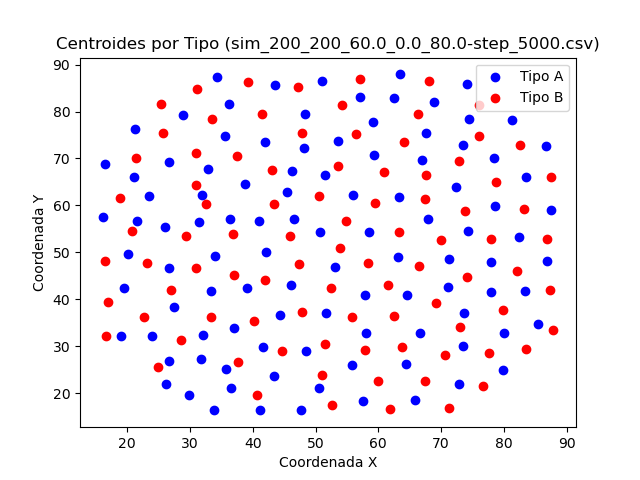 Centroides por Tipo (sim_200_200_60.0_0.0_80.0-step_5000.csv)
Tipo A
Tipo B
90
80
70
60
50
40
30
20
Coordenada Y
20 30 40 50 60 70 80 90
Coordenada X